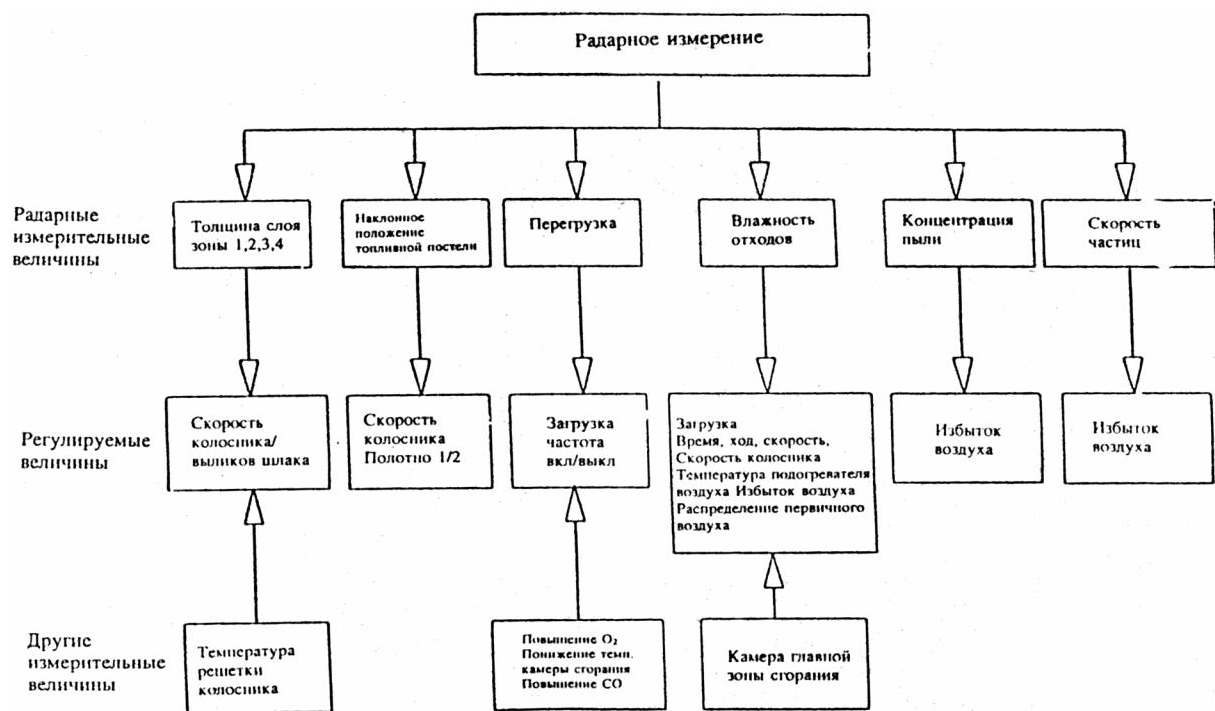 Радарное измерение
Радарные
измерительные
величины
Толщина слоя
зоны 1,2,3,4
Наклонное
положение
топливной постели
Перегрузка
Влажность
отходов
Концентрация
пыли
Скорость
частиц
Регулируемые
величины
Скорость
колосника/
выликов шлака
Скорость
колосника
Полотно 1/2
Загрузка
частота
вкл/выкл
Загрузка
Время, ход, скорость,
Скорость колосника
Температура подогревателя
воздуха Избыток воздуха
Распределение первичного
воздуха
Избыток
воздуха
Избыток
воздуха
Другие
измерительные
величины
Температура
решетки
колосника
Повышение O₂
Понижение темп.
камеры сгорания
Повышение CO
Камера главной
зоны сгорания